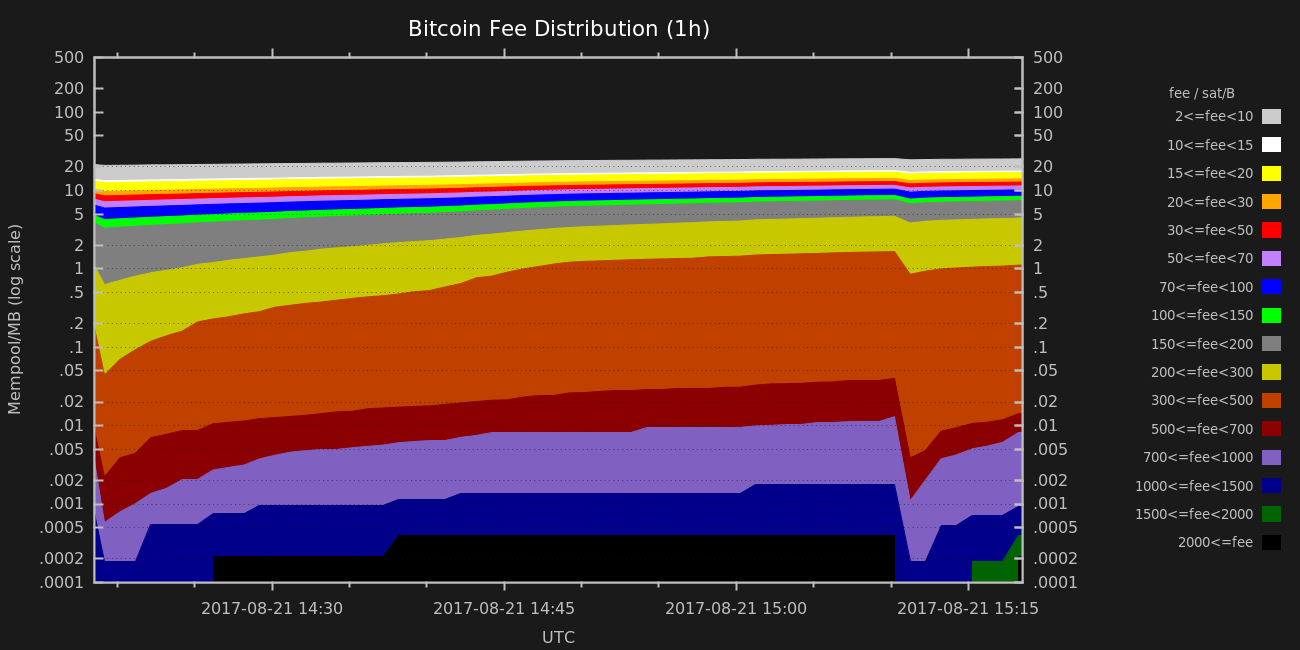 Bitcoin Fee Distribution (1h)
500
200
100
50
20
10
5
2
1
.5
.2
.1
.05
.02
.01
.005
.002
.001
.0005
.0002
.0001
Mempool/MB (log scale)
500
200
100
50
20
10
5
2
1
.5
.2
.1
.05
.02
.01
.005
.002
.001
.0005
.0002
.0001
2017-08-21 14:30
2017-08-21 14:45
2017-08-21 15:00
2017-08-21 15:15
UTC
fee / sat/B
2<=fee<10
10<=fee<15
15<=fee<20
20<=fee<30
30<=fee<50
50<=fee<70
70<=fee<100
100<=fee<150
150<=fee<200
200<=fee<300
300<=fee<500
500<=fee<700
700<=fee<1000
1000<=fee<1500
1500<=fee<2000
2000<=fee